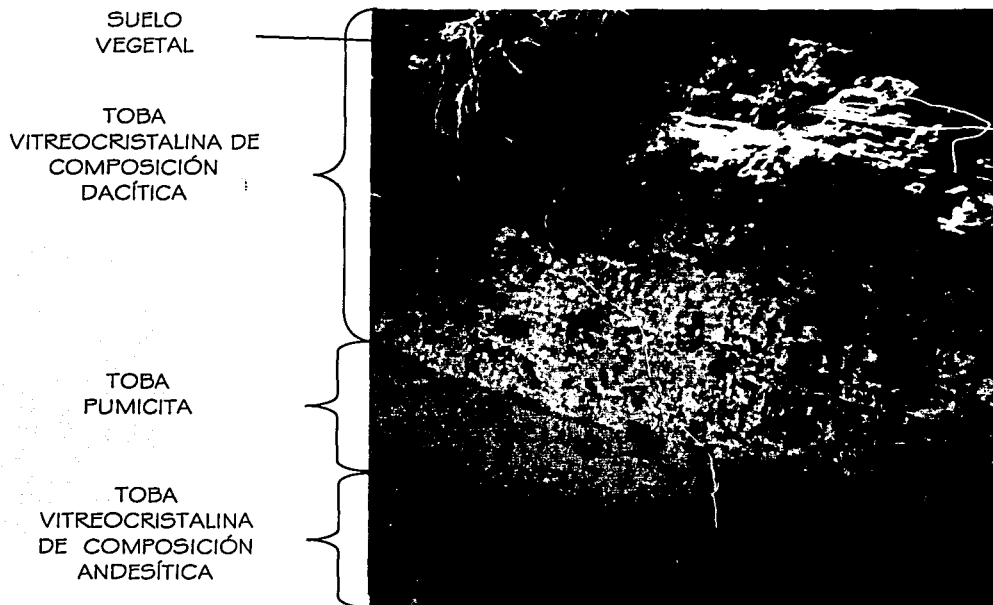 SUELO
VEGETAL
TOBA
VITREOCRISTALINA DE
COMPOSICIÓN
DACÍTICA
TOBA
PUMICITA
TOBA
VITREOCRISTALINA
DE COMPOSICIÓN
ANDESÍTICA